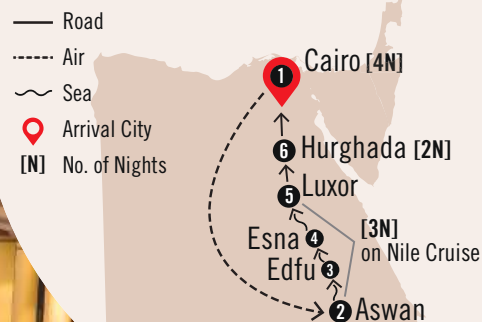 Road
Air
Sea
Arrival City
[N] No. of Nights
1 Cairo [4N]
6 Hurghada [2N]
5 Luxor
[3N]
on Nile Cruise
Esna 4
Edfu 3
2 Aswan